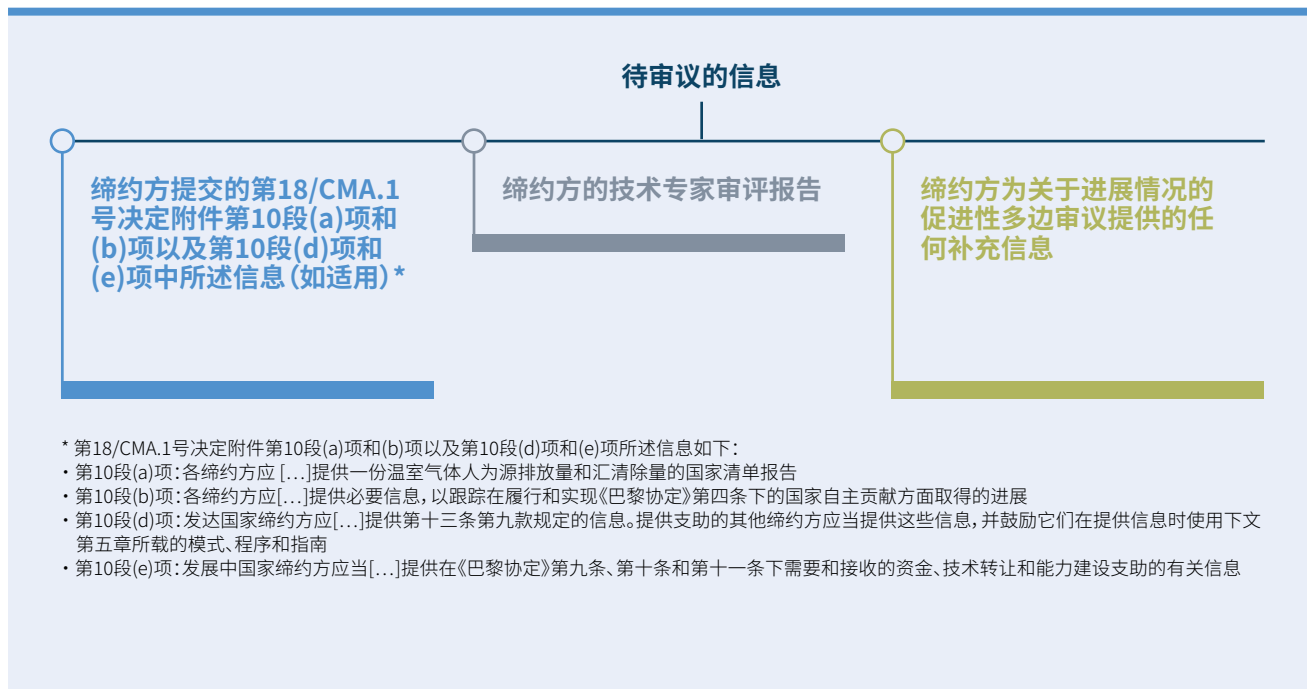 待审议的信息
缔约方提交的第18/CMA.1
号决定附件第10段(a)项和
(b)项以及第10段(d)项和
(e)项中所述信息（如适用）*
缔约方的技术专家审评报告
缔约方为关于进展情况的
促进性多边审议提供的任
何补充信息
* 第18/CMA.1号决定附件第10段(a)项和(b)项以及第10段(d)项和(e)项所述信息如下：
• 第10段(a)项：各缔约方应 […]提供一份温室气体人为源排放量和汇清除量的国家清单报告
• 第10段(b)项：各缔约方应[…]提供必要信息，以跟踪在履行和实现《巴黎协定》第四条下的国家自主贡献方面取得的进展
• 第10段(d)项：发达国家缔约方应[…]提供第十三条第九款规定的信息。提供支助的其他缔约方应当提供这些信息，并鼓励它们在提供信息时使用下文
第五章所载的模式、程序和指南
• 第10段(e)项：发展中国家缔约方应当[…]提供在《巴黎协定》第九条、第十条和第十一条下需要和接收的资金、技术转让和能力建设支助的有关信息